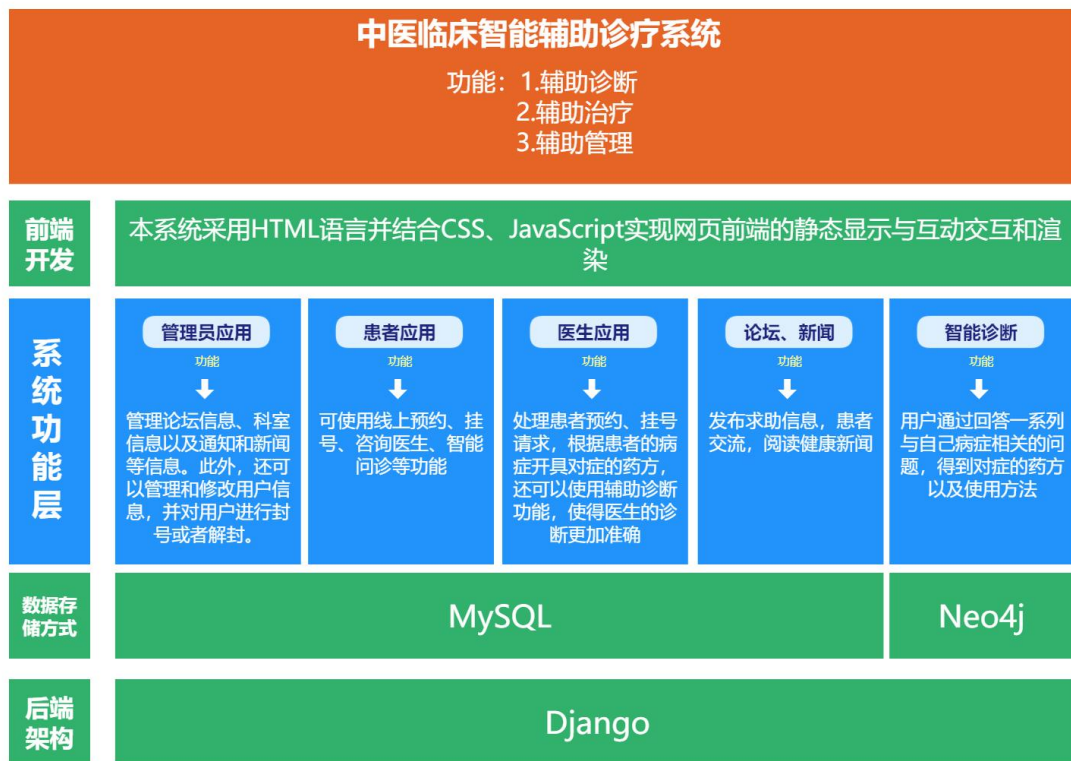 中医临床智能辅助诊疗系统
功能：1.辅助诊断
2.辅助治疗
3.辅助管理
前端
开发
本系统采用HTML语言并结合CSS、JavaScript实现网页前端的静态显示与互动交互和渲
染
系
统
功
能
层
管理员应用
功能
管理论坛信息、科室
信息以及通知和新闻
等信息。此外，还可
以管理和修改用户信
息，并对用户进行封
号或者解封。
患者应用
功能
可使用线上预约、挂
号、咨询医生、智能
问诊等功能
医生应用
功能
处理患者预约、挂号
请求，根据患者的病
症开具对症的药方，
还可以使用辅助诊断
功能，使得医生的诊
断更加准确
论坛、新闻
功能
发布求助信息，患者
交流，阅读健康新闻
智能诊断
功能
用户通过回答一系列
与自己病症相关的问
题，得到对症的药方
以及使用方法
数据存
储方式
MySQL
Neo4j
后端
架构
Django